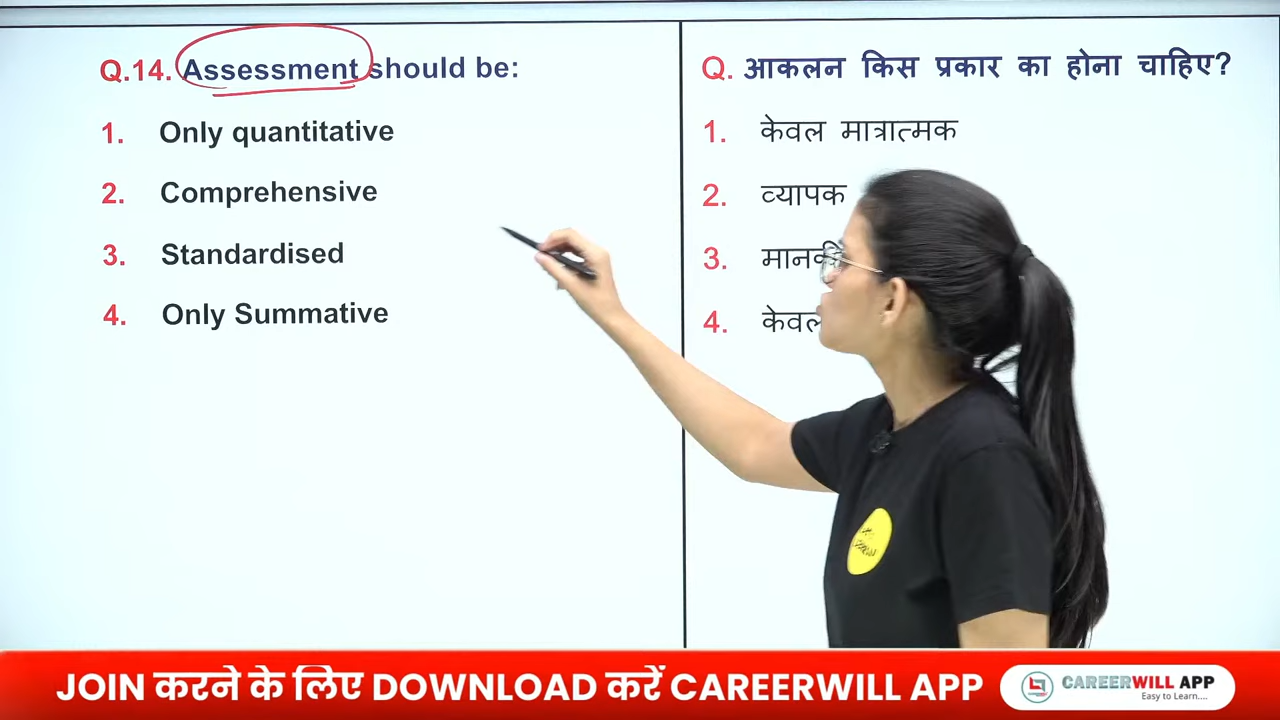 Q.14. Assessment should be:
1. Only quantitative
2. Comprehensive
3. Standardised
4. Only Summative
Q. आकलन किस प्रकार का होना चाहिए?
1. केवल मात्रात्मक
2. व्यापक
3.
4. केवल
JOIN करने के लिए DOWNLOAD करें CAREERWILL APP
CAREERWILL APP
Easy to Learn....